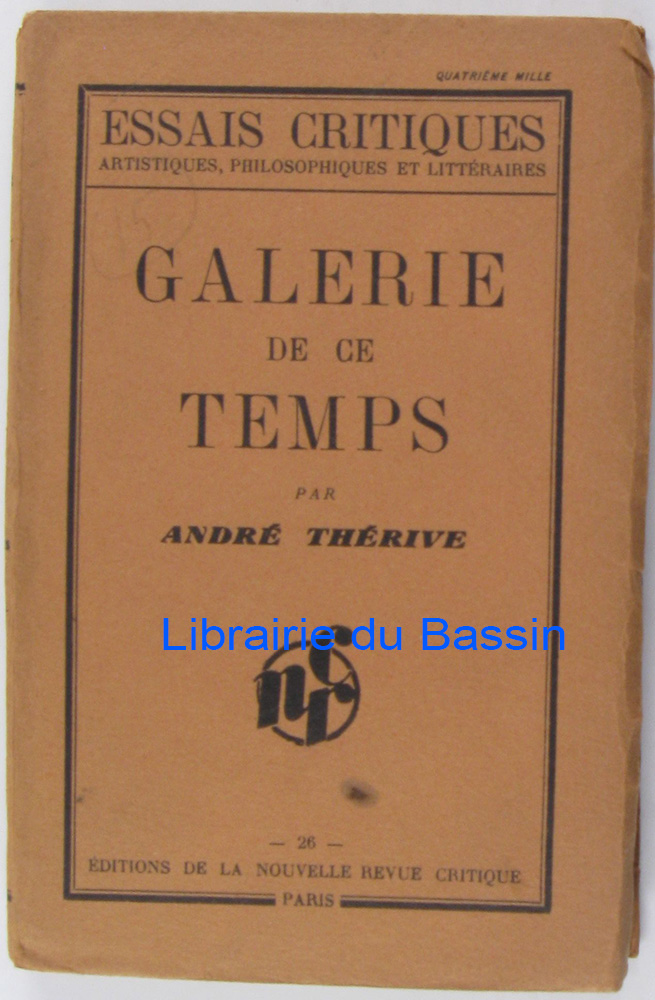 QUATRIÈME MILLE
ESSAIS CRITIQUES
ARTISTIQUES, PHILOSOPHIQUES ET LITTÉRAIRES
GALERIE
DE CE
TEMPS
PAR
ANDRÉ THÉRIVE
Librairie du Bassin
nrc
— 26 —
ÉDITIONS DE LA NOUVELLE REVUE CRITIQUE
PARIS